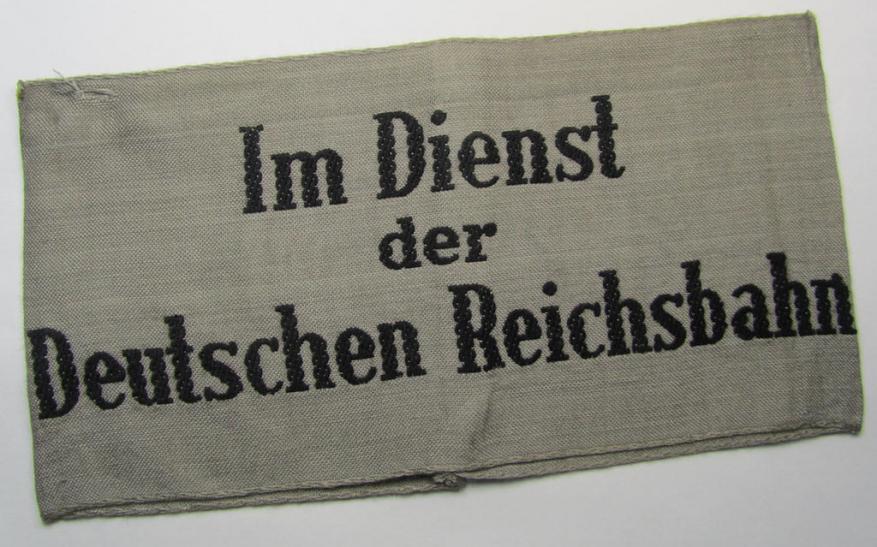 Im Dienst
der
Deutschen Reichsbahn